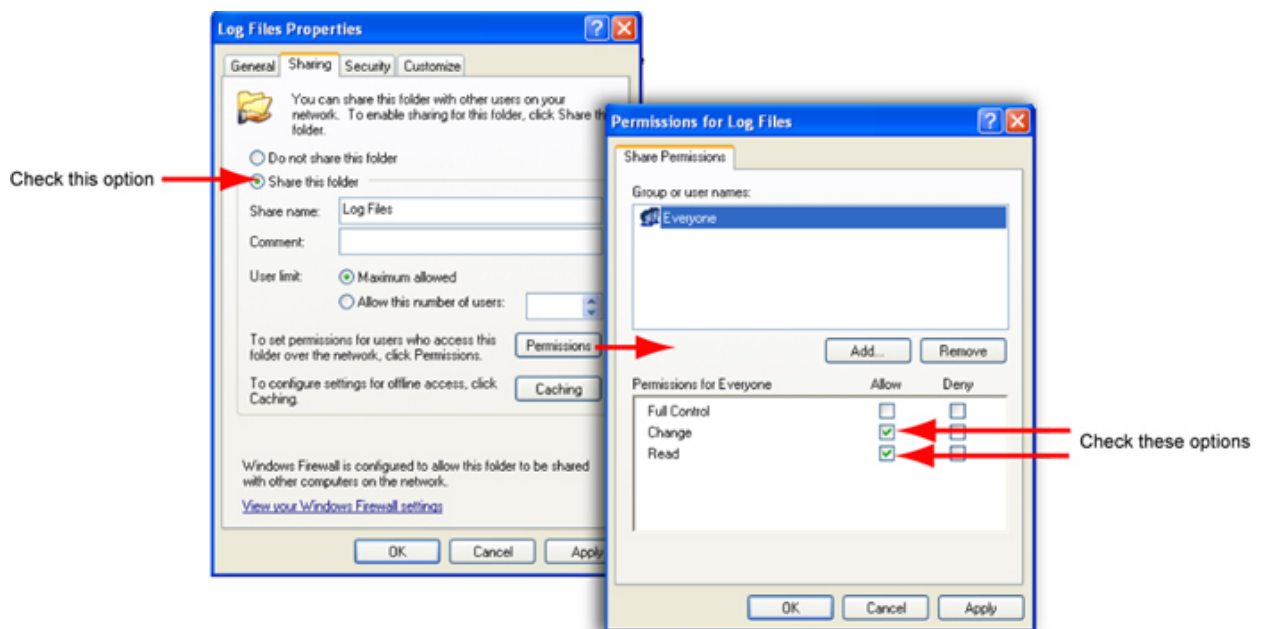 Log Files Properties
General Sharing Security Customize
You can share this folder with other users on your
network. To enable sharing for this folder, click Share th
folder.
Do not share this folder
Check this option
Share this folder
Share name: Log Files
Comment:
User limit: Maximum allowed
Allow this number of users:
To set permissions for users who access this
folder over the network, click Permissions.
Permissions
To configure settings for offline access, click
Caching.
Caching
Windows Firewall is configured to allow this folder to be shared
with other computers on the network.
View your Windows Firewall settings
OK Cancel Apply
Permissions for Log Files
Share Permissions
Group or user names:
Everyone
Add... Remove
Permissions for Everyone Allow Deny
Full Control
Change
Read
Check these options
OK Cancel Apply